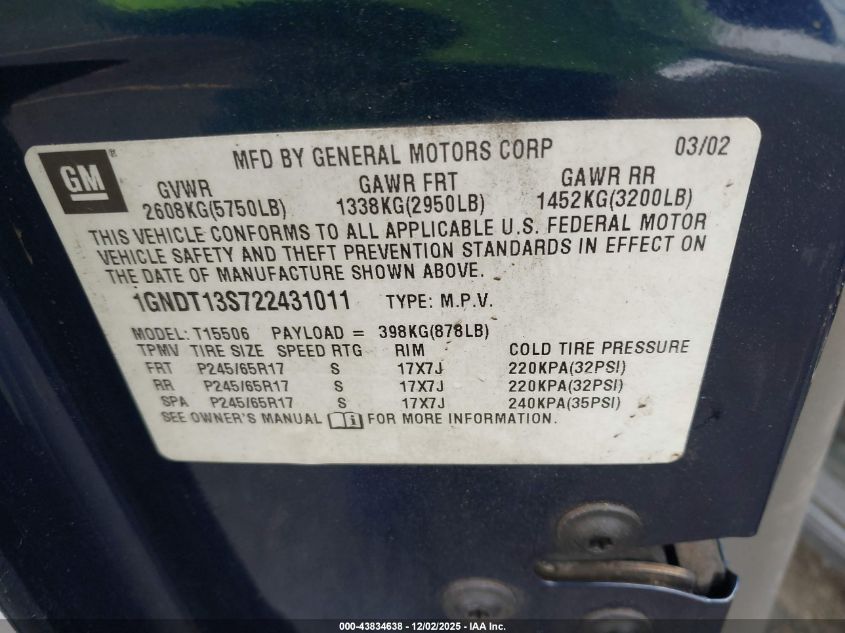 GM ®
MFD BY GENERAL MOTORS CORP 03/02
GVWR GAWR FRT GAWR RR
2608KG(5750LB) 1338KG(2950LB) 1452KG(3200LB)
THIS VEHICLE CONFORMS TO ALL APPLICABLE U.S. FEDERAL MOTOR
VEHICLE SAFETY AND THEFT PREVENTION STANDARDS IN EFFECT ON
THE DATE OF MANUFACTURE SHOWN ABOVE.
1GNDT13S722431011 TYPE: M.P.V.
MODEL: T15506 PAYLOAD = 398KG(878LB)
TPMV TIRE SIZE SPEED RTG RIM COLD TIRE PRESSURE
FRT P245/65R17 S 17X7J 220KPA(32PSI)
RR P245/65R17 S 17X7J 220KPA(32PSI)
SPA P245/65R17 S 17X7J 240KPA(35PSI)
SEE OWNER'S MANUAL FOR MORE INFORMATION.
000-43834638 - 12/02/2025 - IAA Inc.